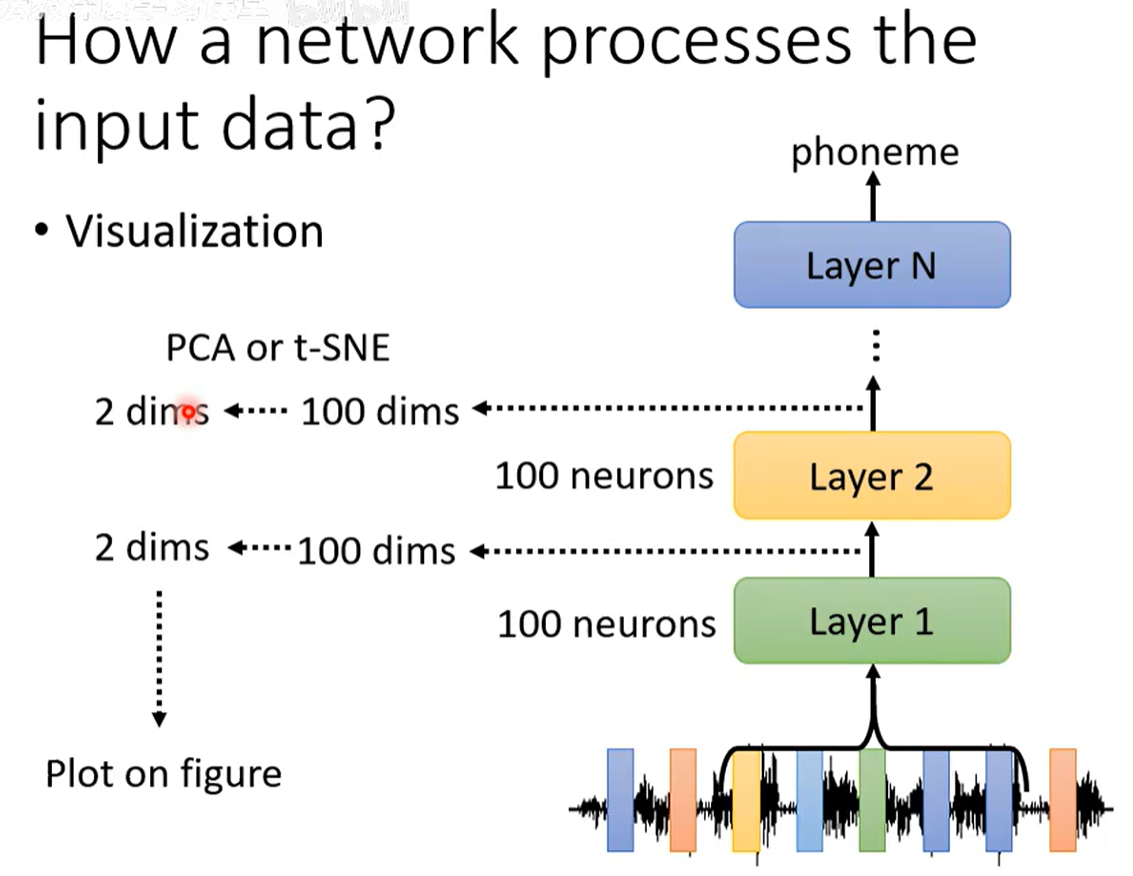 How a network processes the
input data?
• Visualization
phoneme
Layer N
PCA or t-SNE
2 dims
100 dims
100 neurons
Layer 2
2 dims
100 dims
100 neurons
Layer 1
Plot on figure